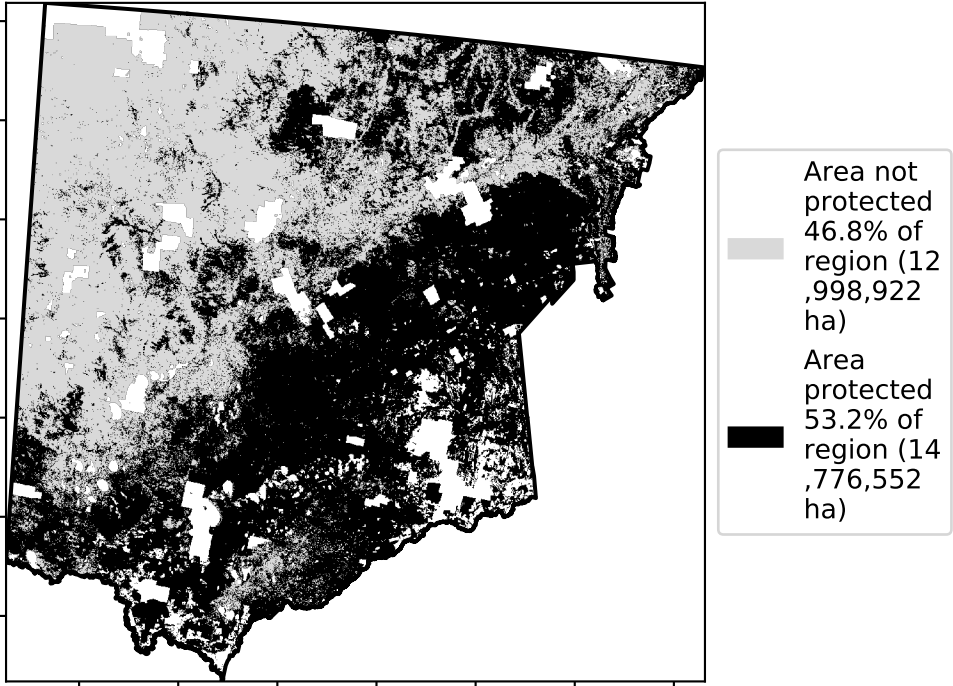 Area not
protected
46.8% of
region (12
,998,922
ha)
Area
protected
53.2% of
region (14
,776,552
ha)